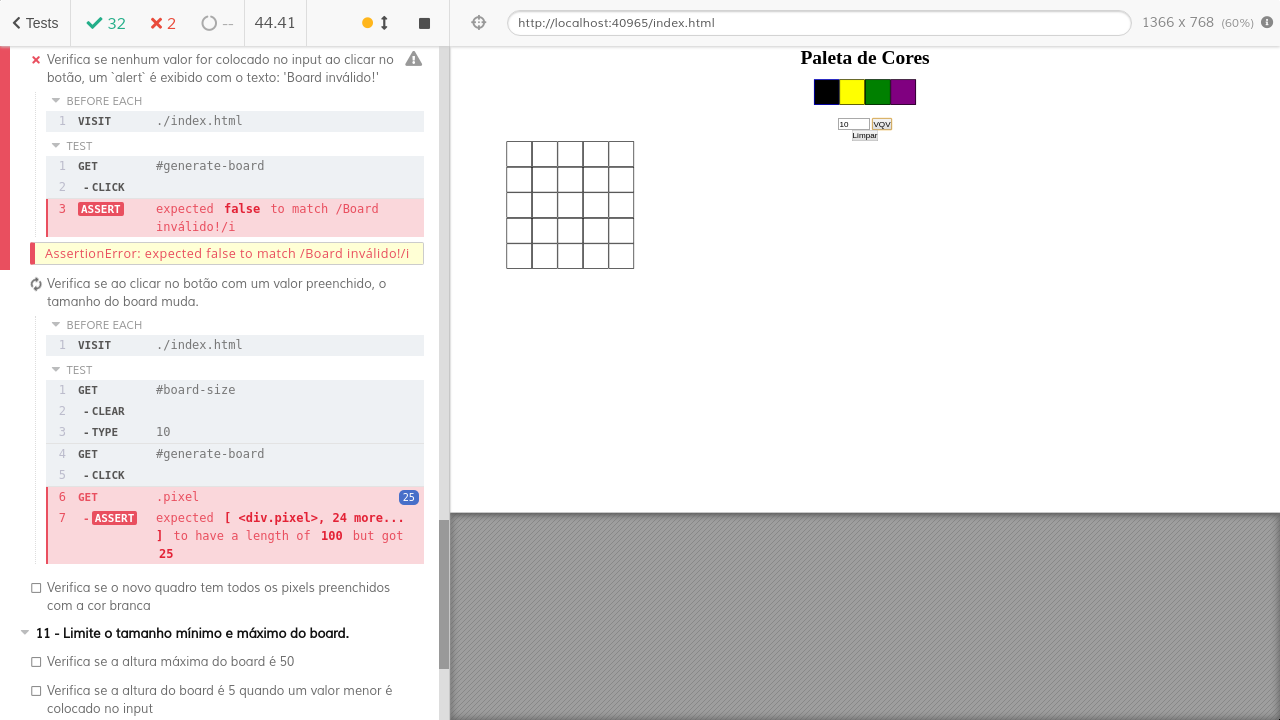 Tests
32
2
--
44.41
http://localhost:40965/index.html
1366 x 768 (60%)
Verifica se nenhum valor for colocado no input ao clicar no
botão, um `alert` é exibido com o texto: 'Board inválido!'
BEFORE EACH
1 VISIT ./index.html
TEST
1 GET #generate-board
2 - CLICK
3 ASSERT expected false to match /Board
inválido!/i
AssertionError: expected false to match /Board inválido!/i
Verifica se ao clicar no botão com um valor preenchido, o
tamanho do board muda.
BEFORE EACH
1 VISIT ./index.html
TEST
1 GET #board-size
2 - CLEAR
3 - TYPE 10
4 GET #generate-board
5 - CLICK
6 GET .pixel 25
7 - ASSERT expected [ <div.pixel>, 24 more...
] to have a length of 100 but got
25
Verifica se o novo quadro tem todos os pixels preenchidos
com a cor branca
11 - Limite o tamanho mínimo e máximo do board.
Verifica se a altura máxima do board é 50
Verifica se a altura do board é 5 quando um valor menor é
colocado no input
Paleta de Cores
10 VQV
Limpar